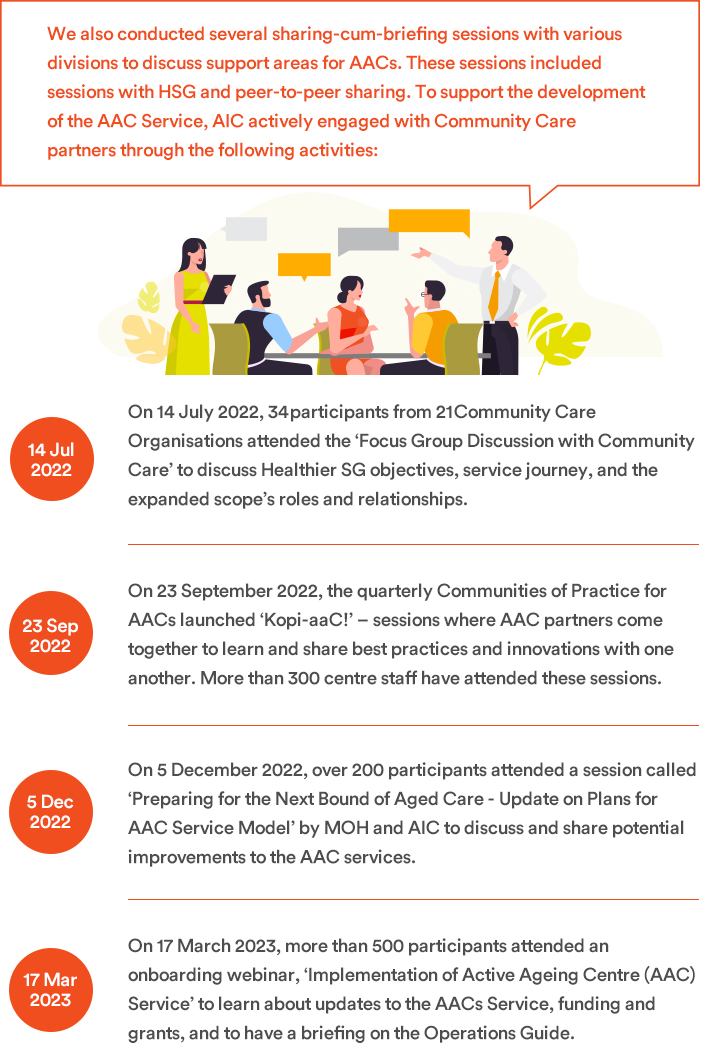 We also conducted several sharing-cum-briefing sessions with various
divisions to discuss support areas for AACs. These sessions included
sessions with HSG and peer-to-peer sharing. To support the development
of the AAC Service, AIC actively engaged with Community Care
partners through the following activities:
14 Jul
2022
On 14 July 2022, 34participants from 21Community Care
Organisations attended the ‘Focus Group Discussion with Community
Care’ to discuss Healthier SG objectives, service journey, and the
expanded scope’s roles and relationships.
23 Sep
2022
On 23 September 2022, the quarterly Communities of Practice for
AACs launched ‘Kopi-aaC!’ – sessions where AAC partners come
together to learn and share best practices and innovations with one
another. More than 300 centre staff have attended these sessions.
5 Dec
2022
On 5 December 2022, over 200 participants attended a session called
‘Preparing for the Next Bound of Aged Care - Update on Plans for
AAC Service Model’ by MOH and AIC to discuss and share potential
improvements to the AAC services.
17 Mar
2023
On 17 March 2023, more than 500 participants attended an
onboarding webinar, ‘Implementation of Active Ageing Centre (AAC)
Service’ to learn about updates to the AACs Service, funding and
grants, and to have a briefing on the Operations Guide.